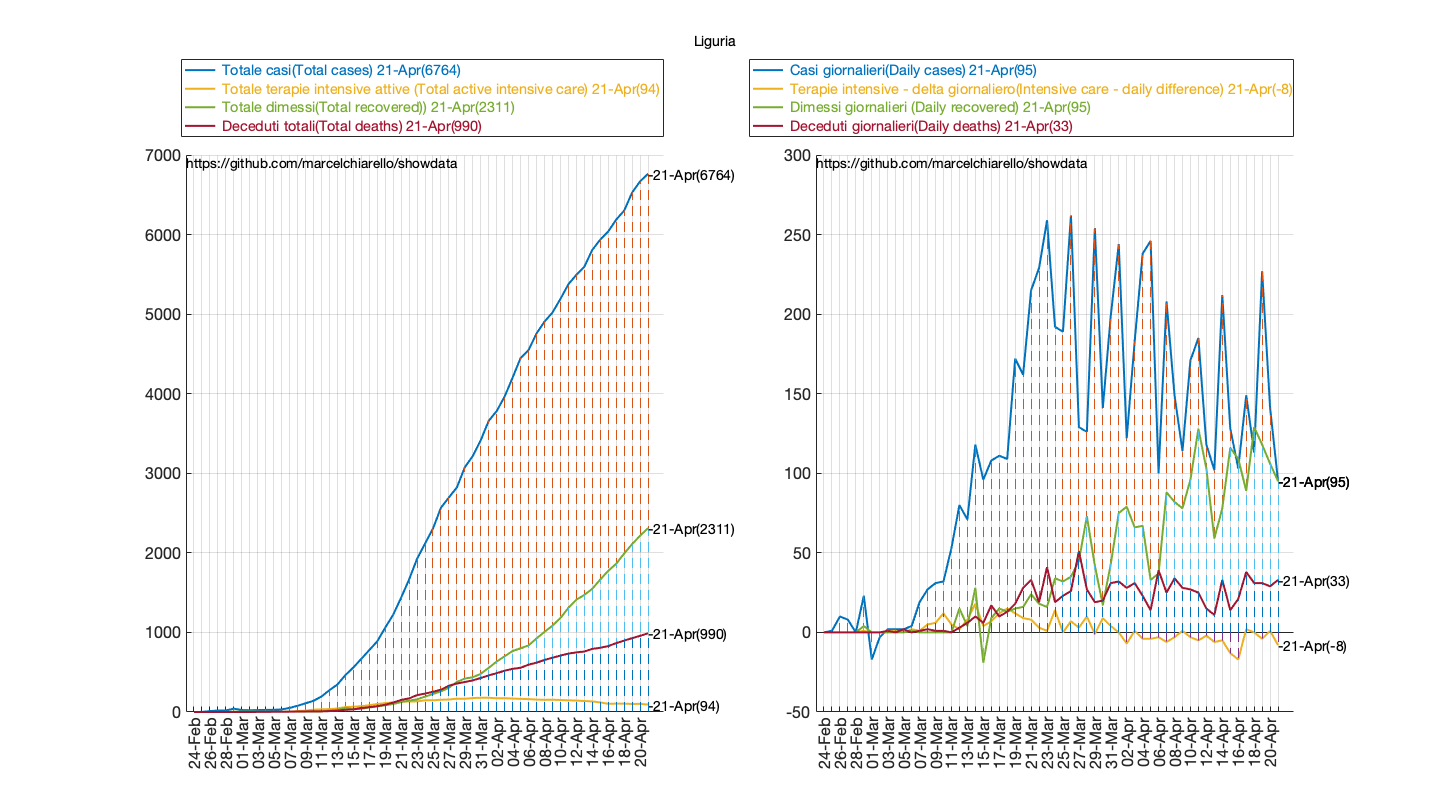 Liguria
Totale casi(Total cases) 21-Apr(6764)
Totale terapie intensive attive (Total active intensive care) 21-Apr(94)
Totale dimessi(Total recovered)) 21-Apr(2311)
Deceduti totali(Total deaths) 21-Apr(990)
https://github.com/marcelchiarello/showdata
7000
6000
5000
4000
3000
2000
1000
0
21-Apr(6764)
21-Apr(2311)
21-Apr(990)
21-Apr(94)
24-Feb
26-Feb
28-Feb
01-Mar
03-Mar
05-Mar
07-Mar
09-Mar
11-Mar
13-Mar
15-Mar
17-Mar
19-Mar
21-Mar
23-Mar
25-Mar
27-Mar
29-Mar
31-Mar
02-Apr
04-Apr
06-Apr
08-Apr
10-Apr
12-Apr
14-Apr
16-Apr
18-Apr
20-Apr
Casi giornalieri(Daily cases) 21-Apr(95)
Terapie intensive - delta giornaliero(Intensive care - daily difference) 21-Apr(-8)
Dimessi giornalieri (Daily recovered) 21-Apr(95)
Deceduti giornalieri(Daily deaths) 21-Apr(33)
https://github.com/marcelchiarello/showdata
300
250
200
150
100
50
0
-50
21-Apr(95)
21-Apr(33)
21-Apr(-8)
24-Feb
26-Feb
28-Feb
01-Mar
03-Mar
05-Mar
07-Mar
09-Mar
11-Mar
13-Mar
15-Mar
17-Mar
19-Mar
21-Mar
23-Mar
25-Mar
27-Mar
29-Mar
31-Mar
02-Apr
04-Apr
06-Apr
08-Apr
10-Apr
12-Apr
14-Apr
16-Apr
18-Apr
20-Apr